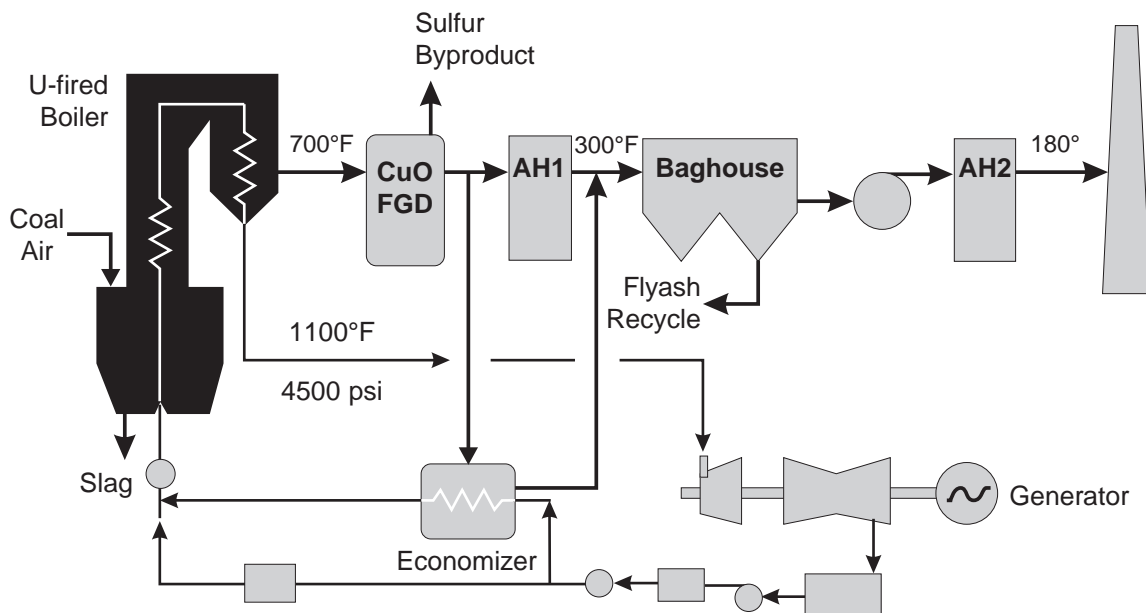 Sulfur
Byproduct
U-fired
Boiler
700°F
CuO
FGD
AH1
300°F
Baghouse
AH2
180°
Coal
Air
Flyash
Recycle
1100°F
4500 psi
Slag
Generator
Economizer